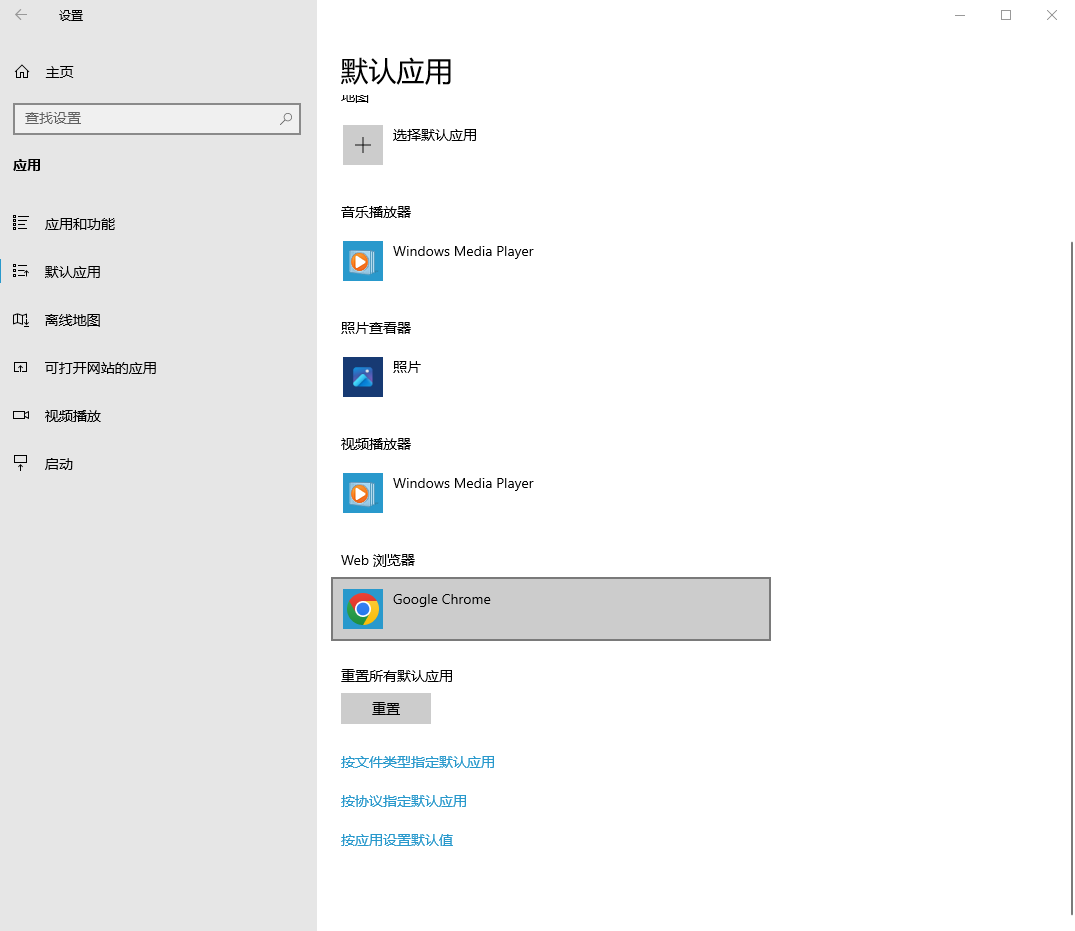 设置
主页
查找设置
应用
应用和功能
默认应用
离线地图
可打开网站的应用
视频播放
启动
默认应用
地图
选择默认应用
音乐播放器
Windows Media Player
照片查看器
照片
视频播放器
Windows Media Player
Web 浏览器
Google Chrome
重置所有默认应用
重置
按文件类型指定默认应用
按协议指定默认应用
按应用设置默认值